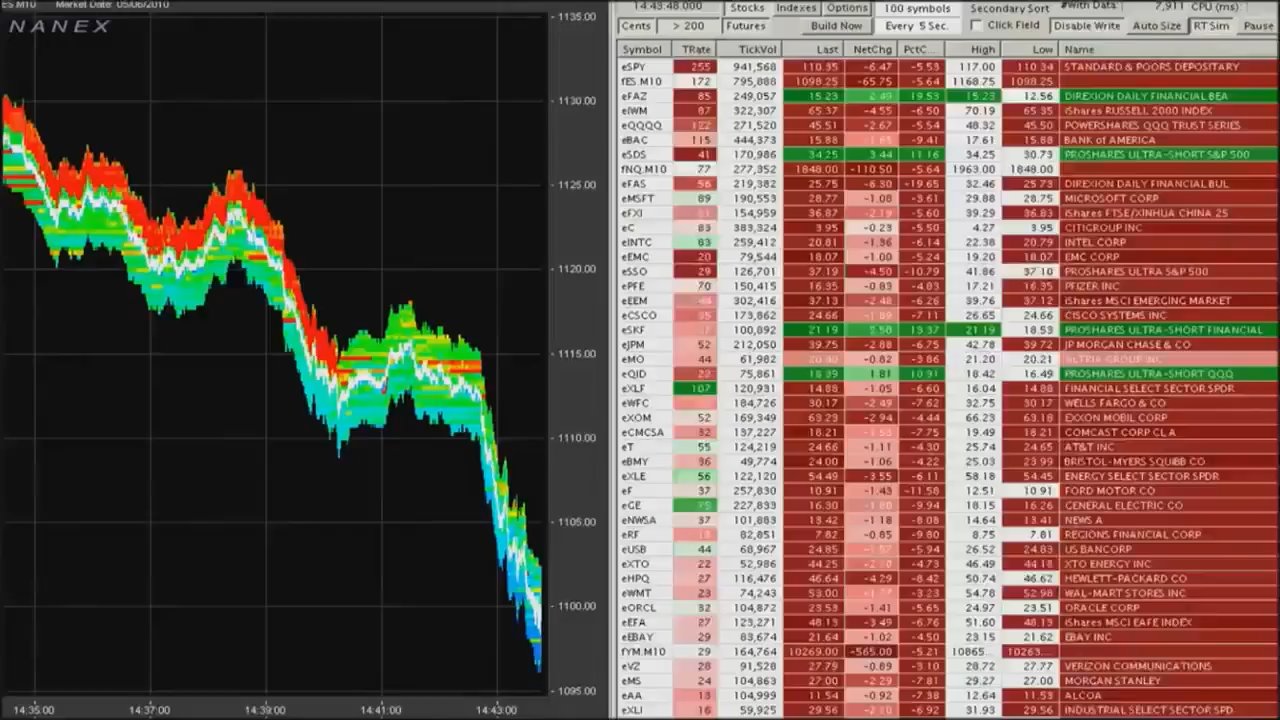 ES M10 Market Date: 05/06/2010
NANEX
1135.00
1130.00
1125.00
1120.00
1115.00
1110.00
1105.00
1100.00
1095.00
14:35:00 14:37:00 14:39:00 14:41:00 14:43:00
14:43:48.000 Stocks Indexes Options 100 symbols Secondary Sort #With Data: 7,911 CPU (ms):
Cents > 200 Futures Build Now Every 5 Sec. Click Field Disable Write Auto Size RT Sim Pause
Symbol TRate TickVol Last NetChg PctC... High Low Name
eSPY 255 941,568 110.35 -6.47 -5.53 117.00 110.34 STANDARD & POORS DEPOSITARY
fES.M10 172 795,888 1098.25 -65.75 -5.64 1168.75 1098.25
eFAZ 85 249,057 15.23 2.49 19.53 15.23 12.56 DIREXION DAILY FINANCIAL BEA
eIWM 87 322,307 65.37 -4.55 -6.50 70.19 65.35 iShares RUSSELL 2000 INDEX
eQQQQ 122 271,520 45.51 -2.67 -5.54 48.32 45.50 POWERSHARES QQQ TRUST SERIES
eBAC 115 444,373 15.88 -1.65 -9.41 17.61 15.88 BANK of AMERICA
eSDS 41 170,986 34.25 3.44 11.16 34.25 30.73 PROSHARES ULTRA-SHORT S&P 500
fNQ.M10 77 277,352 1848.00 -110.50 -5.64 1963.00 1848.00
eFAS 56 219,382 25.75 -6.30 -19.65 32.46 25.73 DIREXION DAILY FINANCIAL BUL
eMSFT 89 190,553 28.77 -1.08 -3.61 29.88 28.75 MICROSOFT CORP
eFXI 154,959 36.87 -2.19 -5.60 39.29 36.83 iShares FTSE/XINHUA CHINA 25
eC 83 383,324 3.95 -0.23 -5.50 4.27 3.95 CITIGROUP INC
eINTC 83 259,412 20.81 -1.36 -6.14 22.38 20.79 INTEL CORP
eEMC 20 79,544 18.07 -1.00 -5.24 19.20 18.07 EMC CORP
eSSO 29 126,701 37.19 -4.50 -10.79 41.86 37.10 PROSHARES ULTRA S&P 500
ePFE 70 150,415 16.35 -0.83 -4.83 17.21 16.35 PFIZER INC
eEEM 302,416 37.13 -2.48 -6.26 39.76 37.12 iShares MSCI EMERGING MARKET
eCSCO 35 173,862 24.66 -1.89 -7.11 26.65 24.66 CISCO SYSTEMS INC
eSKF 100,892 21.19 2.50 13.37 21.19 18.53 PROSHARES ULTRA-SHORT FINANCIAL
eJPM 52 212,050 39.75 -2.88 -6.75 42.78 39.72 JP MORGAN CHASE & CO
eMO 44 61,982 20.40 -0.82 -3.86 21.20 20.21 ALTRIA GROUP INC
eQID 23 75,861 18.39 1.81 10.91 18.42 16.49 PROSHARES ULTRA-SHORT QQQ
eXLF 107 120,931 14.88 -1.05 -6.60 16.04 14.88 FINANCIAL SELECT SECTOR SPDR
eWFC 184,726 30.17 -2.49 -7.62 32.75 30.17 WELLS FARGO & CO
eXOM 52 169,349 63.23 -2.94 -4.44 66.23 63.18 EXXON MOBIL CORP
eCMCSA 32 137,227 18.21 -1.53 -7.75 19.49 18.21 COMCAST CORP CL A
eT 55 124,219 24.66 -1.11 -4.30 25.74 24.65 AT&T INC
eBMY 36 49,774 24.00 -1.06 -4.22 25.03 23.99 BRISTOL-MYERS SQUIBB CO
eXLE 56 122,120 54.49 -3.55 -6.11 58.18 54.45 ENERGY SELECT SECTOR SPDR
eF 37 257,830 10.91 -1.43 -11.58 12.51 10.91 FORD MOTOR CO
eGE 75 227,833 16.30 -1.80 -9.94 18.15 16.26 GENERAL ELECTRIC CO
eNWSA 37 101,883 13.42 -1.18 -8.08 14.64 13.41 NEWS A
eRF 82,851 7.82 -0.85 -9.80 8.75 7.81 REGIONS FINANCIAL CORP
eUSB 44 68,967 24.85 -1.57 -5.94 26.52 24.83 US BANCORP
eXTO 22 52,986 44.25 -2.20 -4.73 46.49 44.18 XTO ENERGY INC
eHPQ 27 116,476 46.64 -4.29 -8.42 50.74 46.62 HEWLETT-PACKARD CO
eWMT 23 74,243 53.00 -1.77 -3.23 54.78 52.98 WAL-MART STORES INC
eORCL 32 104,872 23.53 -1.41 -5.65 24.97 23.51 ORACLE CORP
eEFA 27 123,271 48.13 -3.49 -6.76 51.60 48.13 iShares MSCI EAFE INDEX
eEBAY 29 83,674 21.64 -1.02 -4.50 23.15 21.62 EBAY INC
fYM.M10 29 164,764 10269.00 -565.00 -5.21 10865... 10263...
eVZ 28 91,528 27.79 -0.89 -3.10 28.72 27.77 VERIZON COMMUNICATIONS
eMS 24 104,863 27.00 -2.29 -7.81 29.27 27.00 MORGAN STANLEY
eAA 13 104,999 11.54 -0.92 -7.38 12.64 11.53 ALCOA
eXLI 16 59,925 29.56 -2.20 -6.92 31.93 29.56 INDUSTRIAL SELECT SECTOR SPD